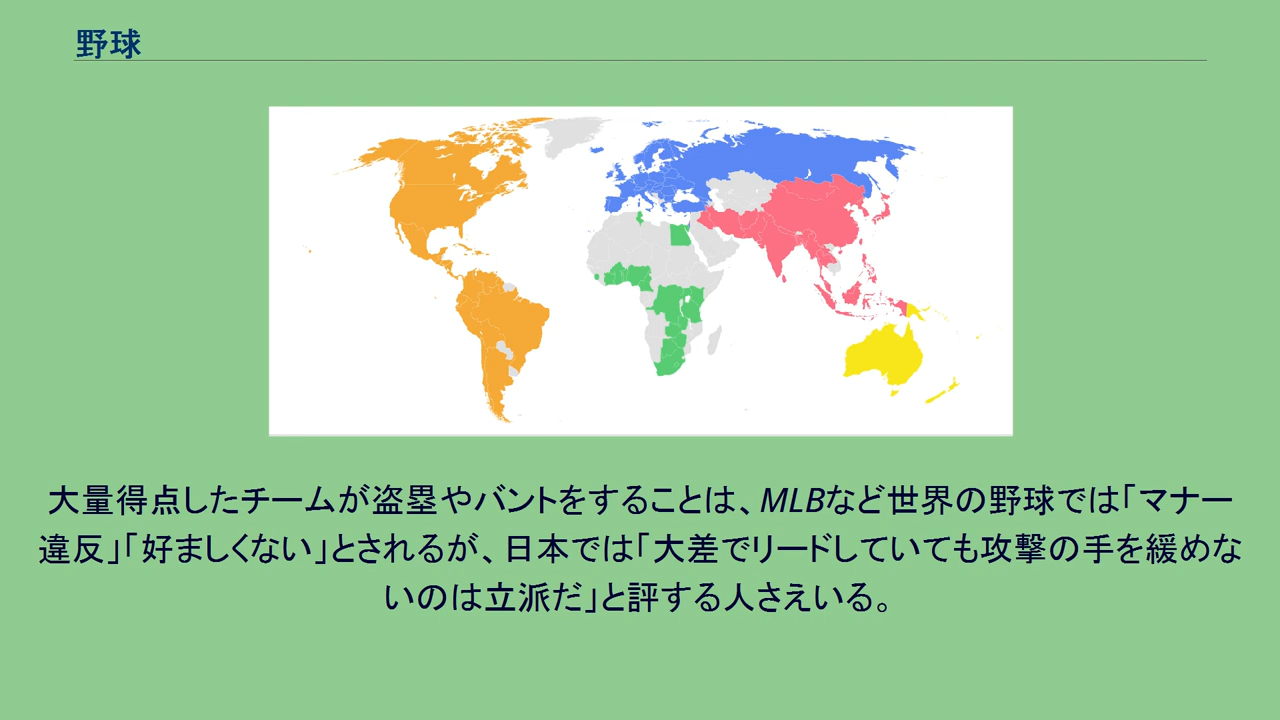 野球
大量得点したチームが盗塁やバントをすることは、MLBなど世界の野球では「マナー
違反」「好ましくない」とされるが、日本では「大差でリードしていても攻撃の手を緩めな
いのは立派だ」と評する人さえいる。